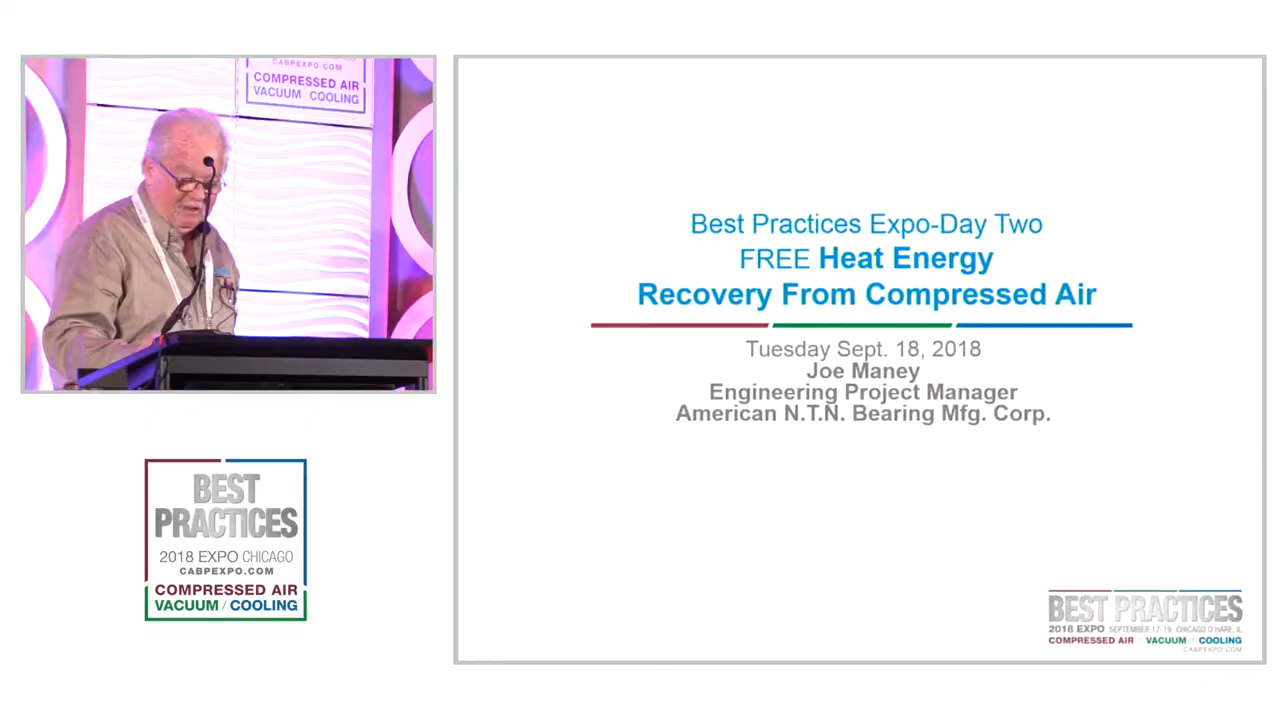 CABPEXPO.COM
COMPRESSED AIR
VACUUM COOLING
Best Practices Expo-Day Two
FREE Heat Energy
Recovery From Compressed Air
Tuesday Sept. 18, 2018
Joe Maney
Engineering Project Manager
American N.T.N. Bearing Mfg. Corp.
BEST
PRACTICES
2018 EXPO CHICAGO
CABPEXPO.COM
COMPRESSED AIR
VACUUM / COOLING
BEST PRACTICES
2018 EXPO SEPTEMBER 17-19 CHICAGO O'HARE, IL
COMPRESSED AIR / VACUUM / COOLING
CABPEXPO.COM